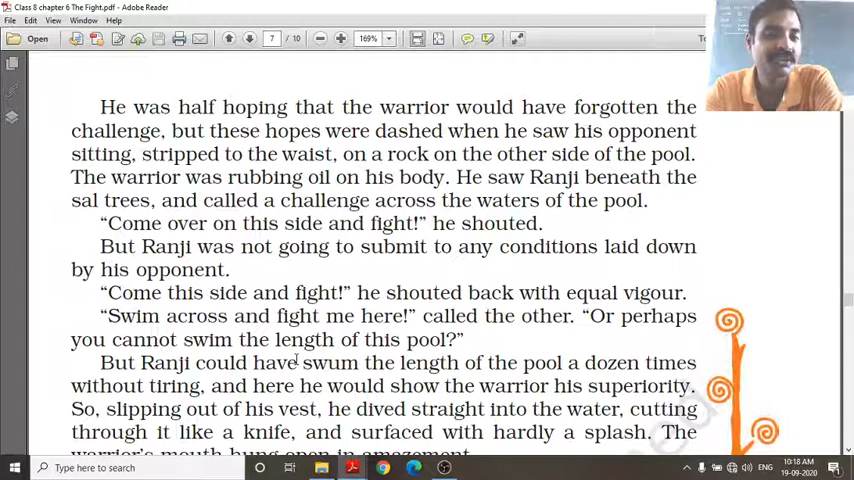 Class 8 chapter 6 The Fight.pdf - Adobe Reader
File Edit View Window Help
Open 7 / 10 169%
He was half hoping that the warrior would have forgotten the
challenge, but these hopes were dashed when he saw his opponent
sitting, stripped to the waist, on a rock on the other side of the pool.
The warrior was rubbing oil on his body. He saw Ranji beneath the
sal trees, and called a challenge across the waters of the pool.
“Come over on this side and fight!” he shouted.
But Ranji was not going to submit to any conditions laid down
by his opponent.
“Come this side and fight!” he shouted back with equal vigour.
“Swim across and fight me here!” called the other. “Or perhaps
you cannot swim the length of this pool?”
But Ranji could have swum the length of the pool a dozen times
without tiring, and here he would show the warrior his superiority.
So, slipping out of his vest, he dived straight into the water, cutting
through it like a knife, and surfaced with hardly a splash. The
warrior’s mouth hung open in amazement.
Type here to search
ENG
10:18 AM
19-09-2020